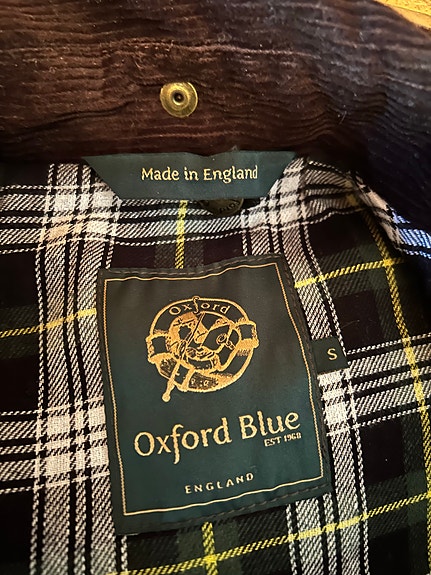 Made in England
Oxford
Oxford Blue
EST 1968
ENGLAND
S